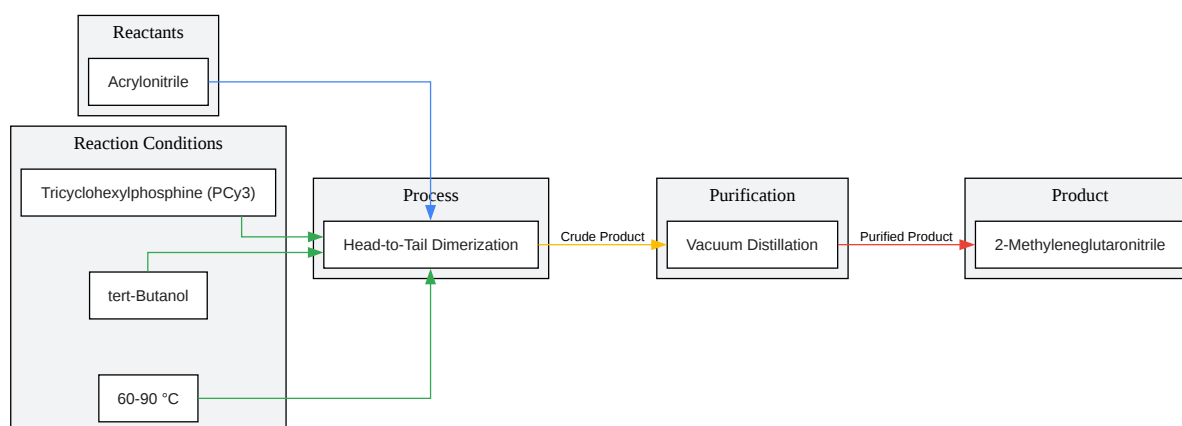 Reactants
Acrylonitrile
Reaction Conditions
Tricyclohexylphosphine (PCy3)
tert-Butanol
60-90 °C
Process
Head-to-Tail Dimerization
Crude Product
Purification
Vacuum Distillation
Purified Product
Product
2-Methyleneglutaronitrile